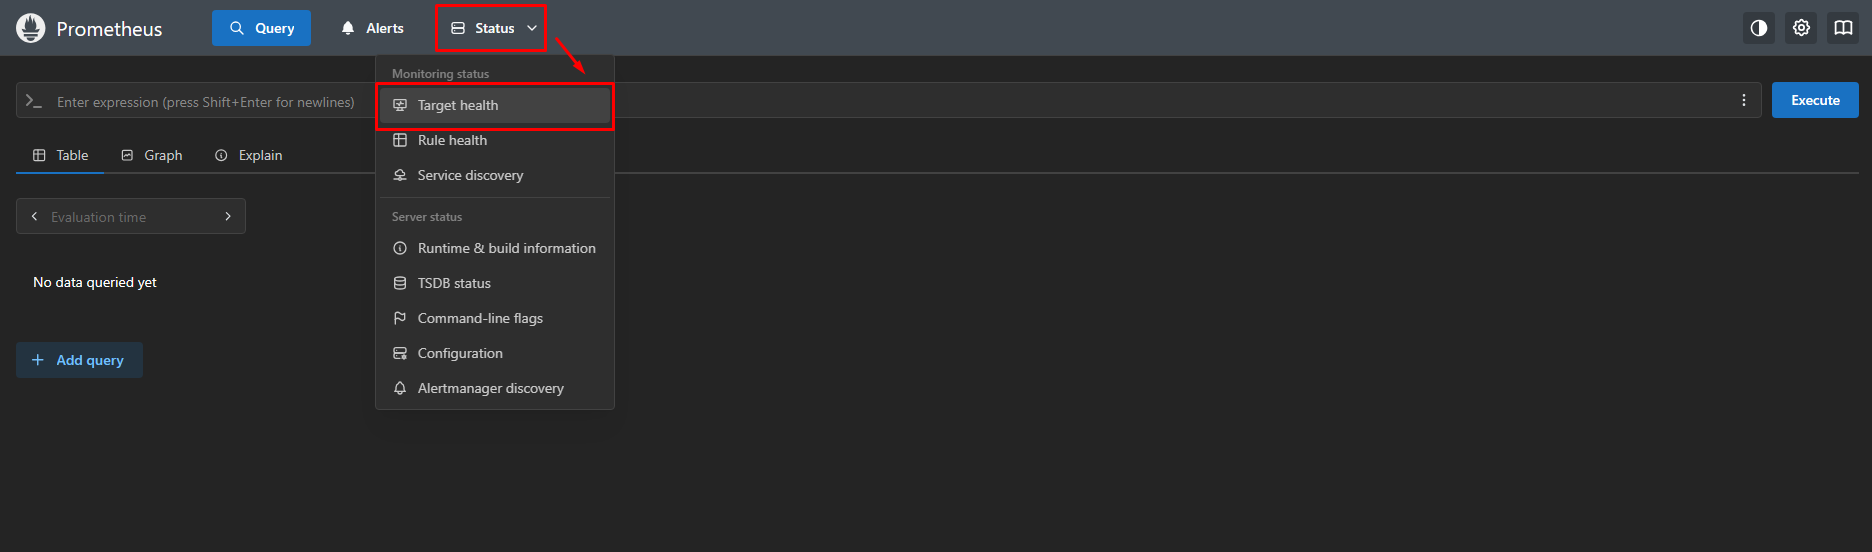 Prometheus
Query
Alerts
Status
Monitoring status
Target health
Rule health
Service discovery
Server status
Runtime & build information
TSDB status
Command-line flags
Configuration
Alertmanager discovery
Enter expression (press Shift+Enter for newlines)
Execute
Table
Graph
Explain
Evaluation time
No data queried yet
Add query